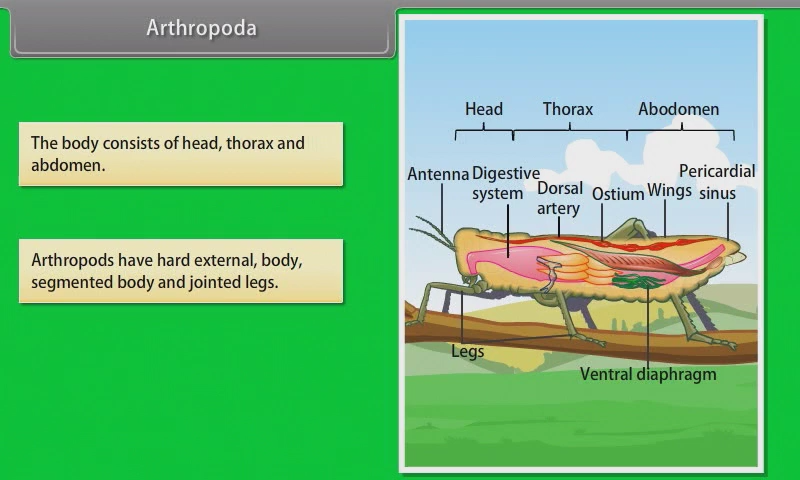 Arthropoda
The body consists of head, thorax and
abdomen.
Arthropods have hard external, body,
segmented body and jointed legs.
Head Thorax Abodomen
Antenna Digestive system
Dorsal artery
Ostium Wings Pericardial sinus
Legs
Ventral diaphragm